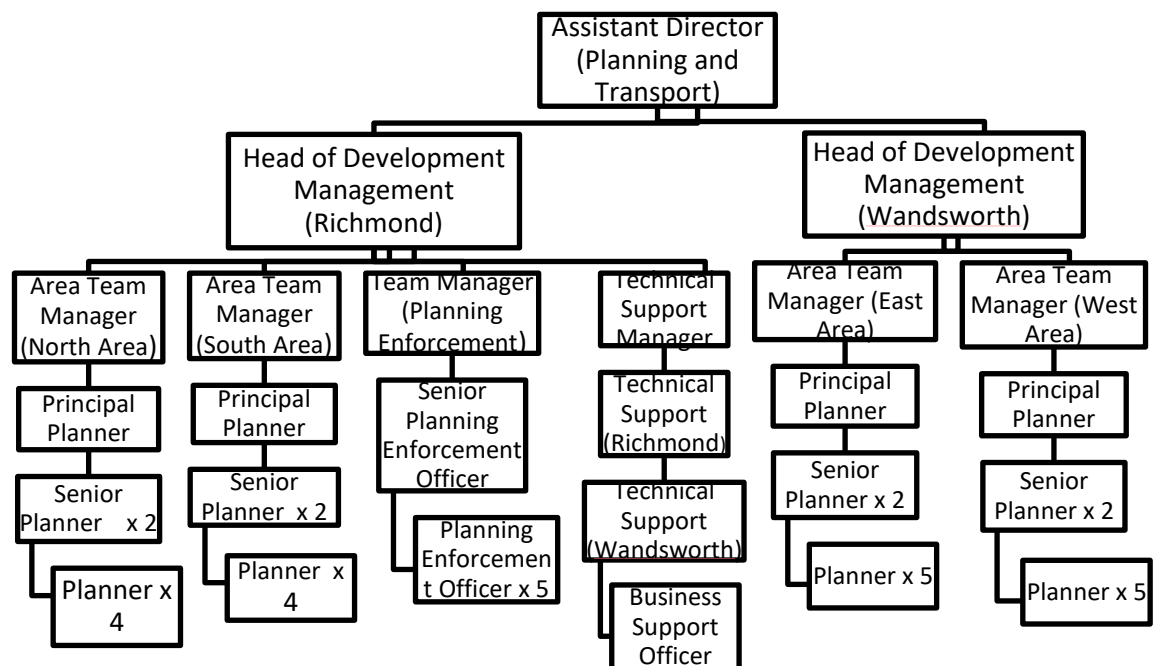 Assistant Director
(Planning and
Transport)
Head of Development
Management
(Richmond)
Head of Development
Management
(Wandsworth)
Area Team
Manager
(North Area)
Area Team
Manager
(South Area)
Team Manager
(Planning
Enforcement)
Technical
Support
Manager
Area Team
Manager (East
Area)
Area Team
Manager (West
Area)
Principal
Planner
Principal
Planner
Senior
Planning
Enforcement
Officer
Technical
Support
(Richmond)
Principal
Planner
Principal
Planner
Senior
Planner x 2
Senior
Planner x 2
Planning
Enforcemen
t Officer x 5
Technical
Support
(Wandsworth)
Senior
Planner x 2
Senior
Planner x 2
Planner x
4
Planner x
4
Business
Support
Officer
Planner x 5
Planner x 5